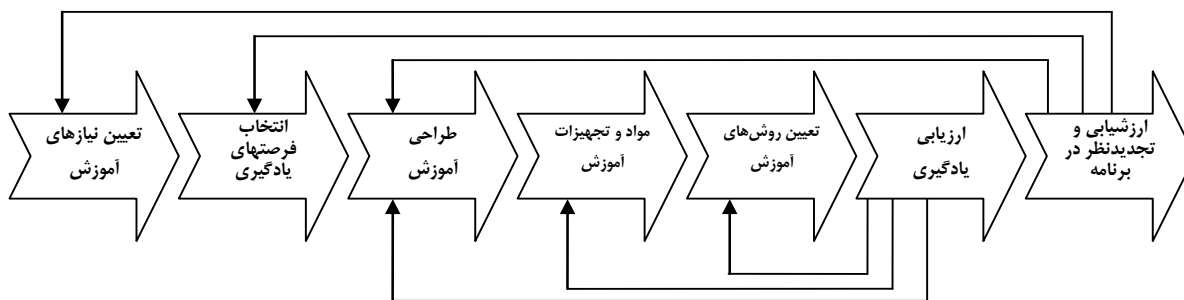 تعیین نیازهای
آموزش
انتخاب
فرصتهای
یادگیری
طراحی
آموزش
مواد و تجهیزات
آموزش
تعیین روش‌های
آموزش
ارزیابی
یادگیری
ارزشیابی و
تجدیدنظر در
برنامه